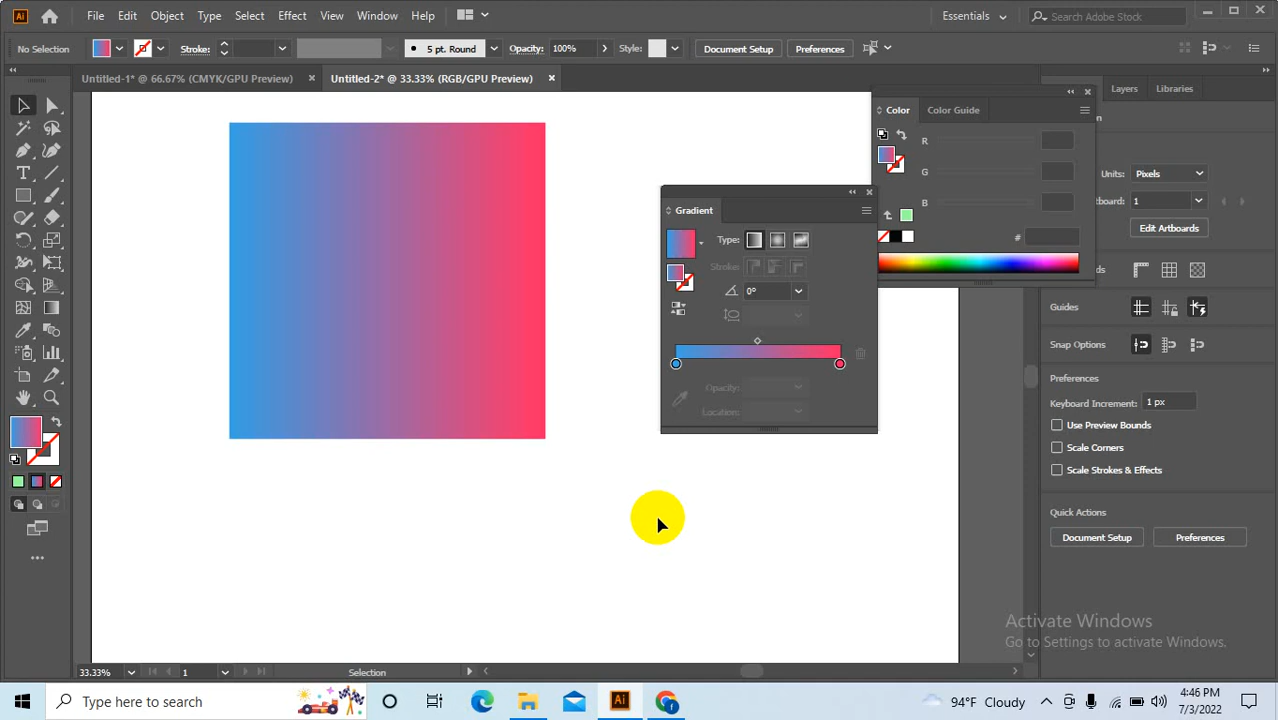 Ai File Edit Object Type Select Effect View Window Help Essentials Search Adobe Stock
No Selection Stroke: 5 pt. Round Opacity: 100% Style: Document Setup Preferences
Untitled-1* @ 66.67% (CMYK/GPU Preview) Untitled-2* @ 33.33% (RGB/GPU Preview) Layers Libraries
Color Color Guide
R
G
B
#
Units: Pixels
1
Edit Artboards
Gradient
Type:
Stroke:
0°
Opacity:
Location:
Guides
Snap Options
Preferences
Keyboard Increment: 1 px
Use Preview Bounds
Scale Corners
Scale Strokes & Effects
Quick Actions
Document Setup Preferences
Activate Windows
Go to Settings to activate Windows.
33.33% 1 Selection
Type here to search Ai 94°F Cloudy 4:46 PM
7/3/2022